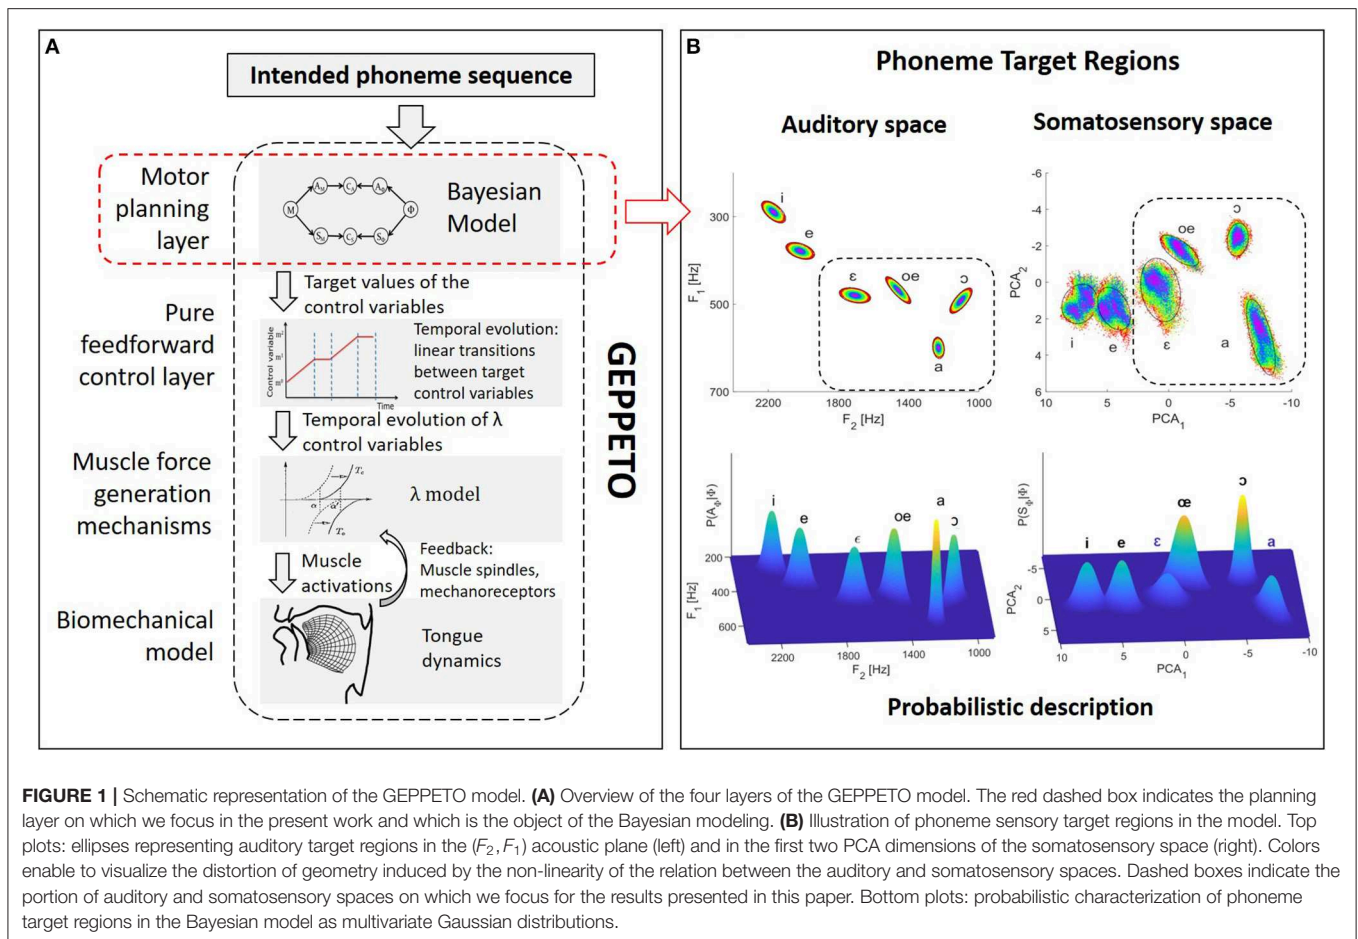 A
Intended phoneme sequence
Motor
planning
layer
M
A_M
C_A
A_Φ
Φ
S_M
C_S
S_Φ
Bayesian
Model
Target values of the
control variables
Pure
feedforward
control layer
Control variable
m²
m¹
m⁰
Time
Temporal evolution:
linear transitions
between target
control variables
Temporal evolution of λ
control variables
Muscle force
generation
mechanisms
λ model
Muscle
activations
Feedback:
Muscle spindles,
mechanoreceptors
Biomechanical
model
Tongue
dynamics
GEPPETO
B
Phoneme Target Regions
Auditory space
F₁ [Hz]
300
500
700
2200
1800
1400
1000
F₂ [Hz]
i
e
ε
oe
ɔ
a
Somatosensory space
PCA₂
-6
-4
-2
0
2
4
6
10
5
0
-5
-10
PCA₁
i
e
ε
oe
ɔ
a
P(A_Φ|Φ)
200
400
600
F₁ [Hz]
2200
1800
1400
1000
F₂ [Hz]
i
e
ϵ
oe
a
ɔ
P(S_Φ|Φ)
-5
0
5
PCA₂
10
5
0
-5
-10
PCA₁
i
e
ε
œ
ɔ
a
Probabilistic description
FIGURE 1 | Schematic representation of the GEPPETO model. (A) Overview of the four layers of the GEPPETO model. The red dashed box indicates the planning
layer on which we focus in the present work and which is the object of the Bayesian modeling. (B) Illustration of phoneme sensory target regions in the model. Top
plots: ellipses representing auditory target regions in the (F₂, F₁) acoustic plane (left) and in the first two PCA dimensions of the somatosensory space (right). Colors
enable to visualize the distortion of geometry induced by the non-linearity of the relation between the auditory and somatosensory spaces. Dashed boxes indicate the
portion of auditory and somatosensory spaces on which we focus for the results presented in this paper. Bottom plots: probabilistic characterization of phoneme
target regions in the Bayesian model as multivariate Gaussian distributions.